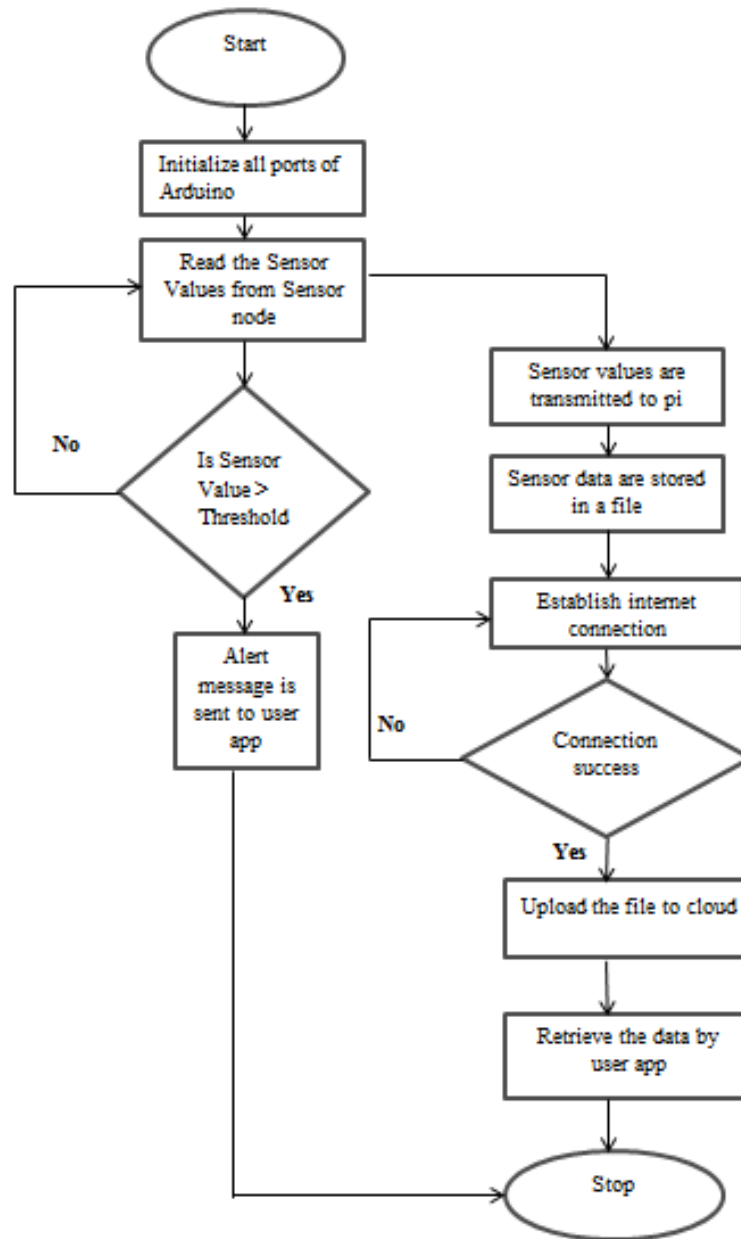 Start
Initialize all ports of
Arduino
Read the Sensor
Values from Sensor
node
No
Is Sensor
Value >
Threshold
Yes
Alert
message is
sent to user
app
Sensor values are
transmitted to pi
Sensor data are stored
in a file
Establish internet
connection
No
Connection
success
Yes
Upload the file to cloud
Retrieve the data by
user app
Stop